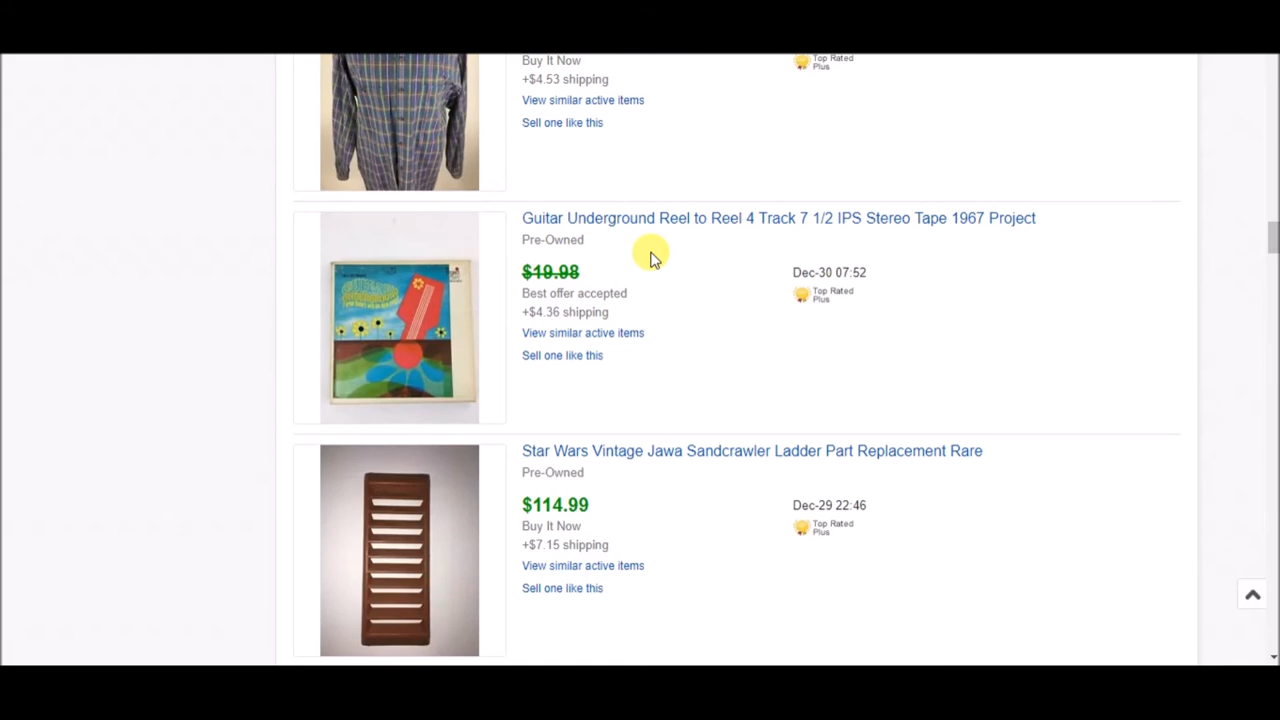 Buy It Now
Top Rated
Plus
+$4.53 shipping
View similar active items
Sell one like this
Guitar Underground Reel to Reel 4 Track 7 1/2 IPS Stereo Tape 1967 Project
Pre-Owned
$19.98
Dec-30 07:52
Best offer accepted
Top Rated
Plus
+$4.36 shipping
View similar active items
Sell one like this
Star Wars Vintage Jawa Sandcrawler Ladder Part Replacement Rare
Pre-Owned
$114.99
Dec-29 22:46
Buy It Now
Top Rated
Plus
+$7.15 shipping
View similar active items
Sell one like this